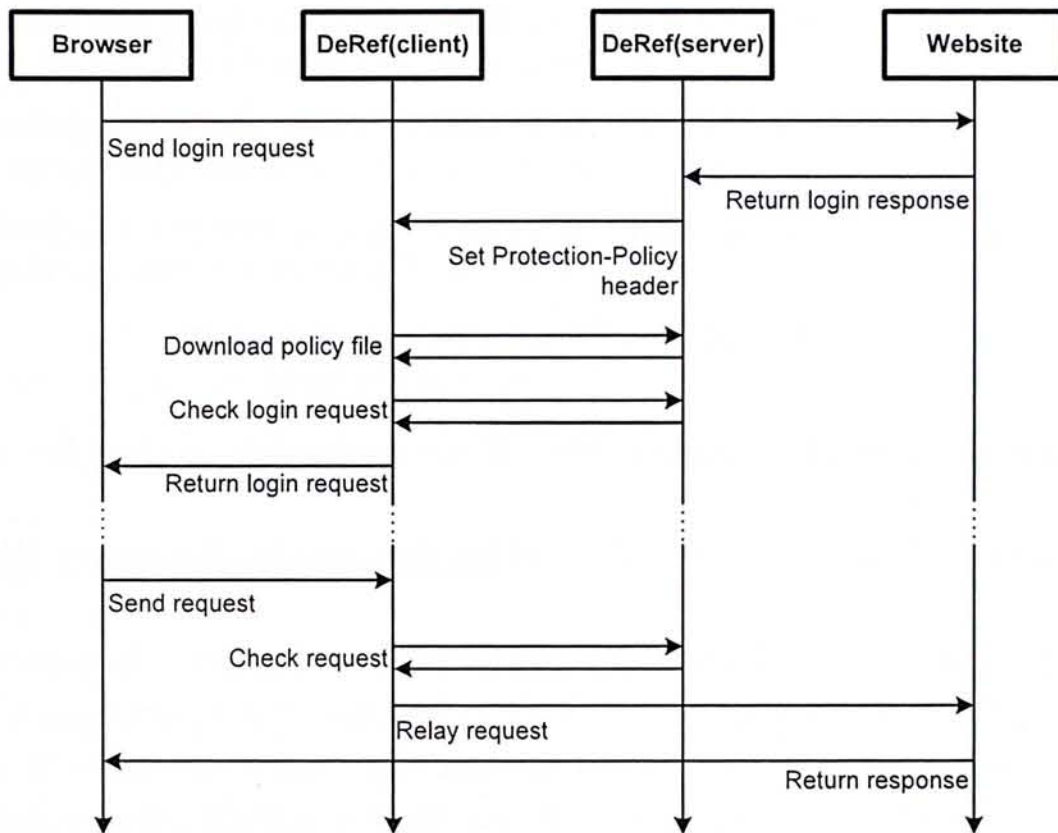 Browser
DeRef(client)
DeRef(server)
Website
Send login request
Return login response
Set Protection-Policy
header
Download policy file
Check login request
Return login request
Send request
Check request
Relay request
Return response